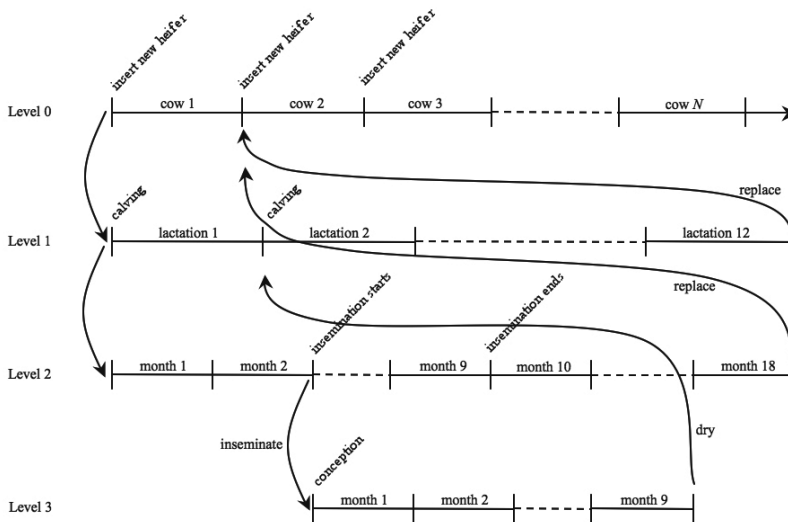 insert new heifer
insert new heifer
insert new heifer
Level 0
cow 1
cow 2
cow 3
cow N
replace
calving
calving
Level 1
lactation 1
lactation 2
lactation 12
replace
insemination starts
insemination ends
Level 2
month 1
month 2
month 9
month 10
month 18
inseminate
dry
conception
Level 3
month 1
month 2
month 9